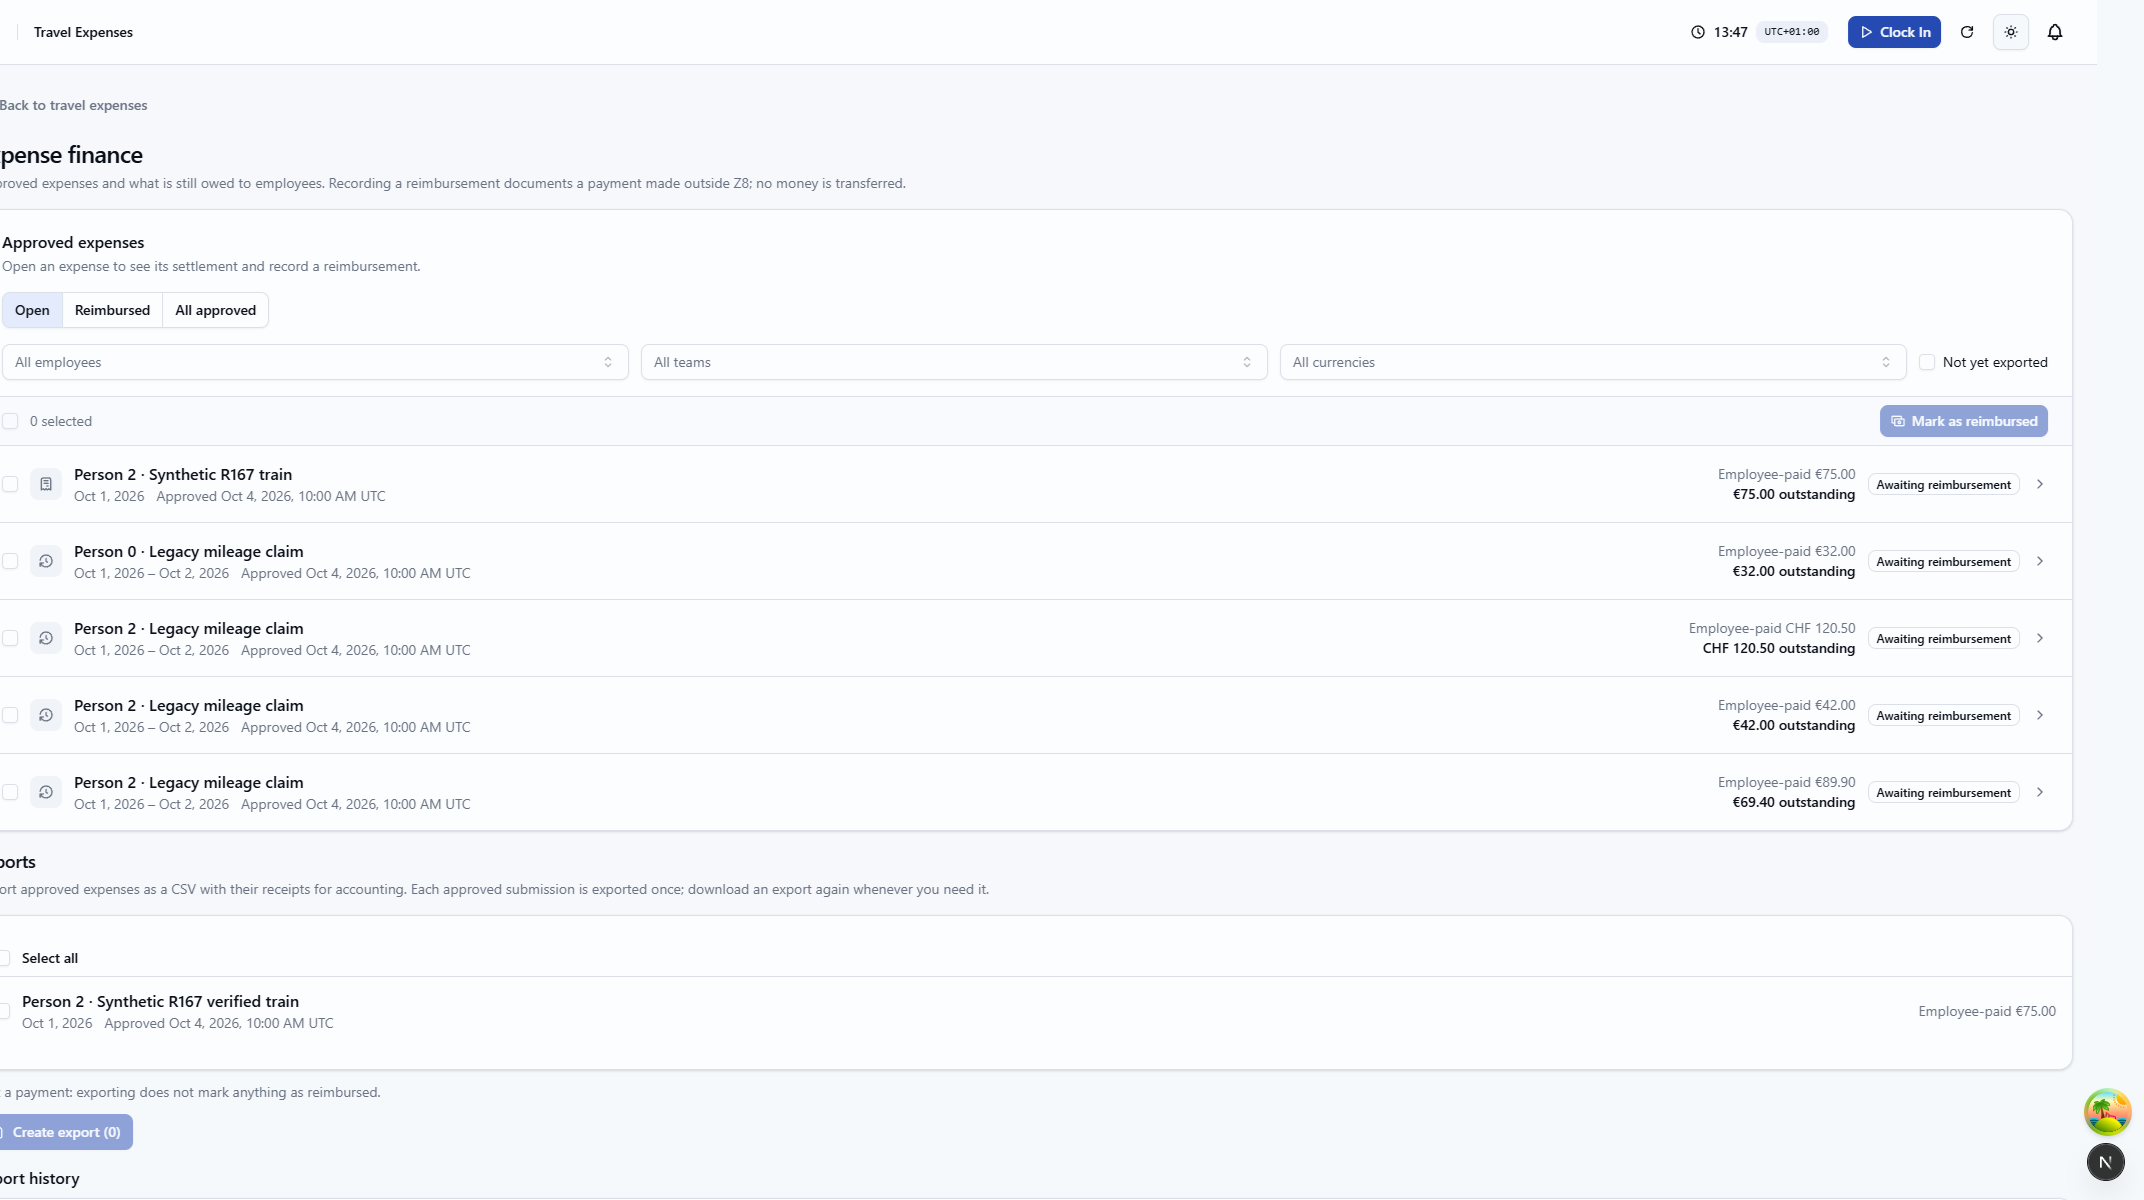 Travel Expenses
13:47
UTC+01:00
Clock In
Back to travel expenses
pense finance
roved expenses and what is still owed to employees. Recording a reimbursement documents a payment made outside Z8; no money is transferred.
Approved expenses
Open an expense to see its settlement and record a reimbursement.
Open
Reimbursed
All approved
All employees
All teams
All currencies
Not yet exported
0 selected
Mark as reimbursed
Person 2 · Synthetic R167 train
Oct 1, 2026 Approved Oct 4, 2026, 10:00 AM UTC
Employee-paid €75.00
€75.00 outstanding
Awaiting reimbursement
Person 0 · Legacy mileage claim
Oct 1, 2026 – Oct 2, 2026 Approved Oct 4, 2026, 10:00 AM UTC
Employee-paid €32.00
€32.00 outstanding
Awaiting reimbursement
Person 2 · Legacy mileage claim
Oct 1, 2026 – Oct 2, 2026 Approved Oct 4, 2026, 10:00 AM UTC
Employee-paid CHF 120.50
CHF 120.50 outstanding
Awaiting reimbursement
Person 2 · Legacy mileage claim
Oct 1, 2026 – Oct 2, 2026 Approved Oct 4, 2026, 10:00 AM UTC
Employee-paid €42.00
€42.00 outstanding
Awaiting reimbursement
Person 2 · Legacy mileage claim
Oct 1, 2026 – Oct 2, 2026 Approved Oct 4, 2026, 10:00 AM UTC
Employee-paid €89.90
€69.40 outstanding
Awaiting reimbursement
ports
ort approved expenses as a CSV with their receipts for accounting. Each approved submission is exported once; download an export again whenever you need it.
Select all
Person 2 · Synthetic R167 verified train
Oct 1, 2026 Approved Oct 4, 2026, 10:00 AM UTC
Employee-paid €75.00
a payment: exporting does not mark anything as reimbursed.
Create export (0)
ort history
N